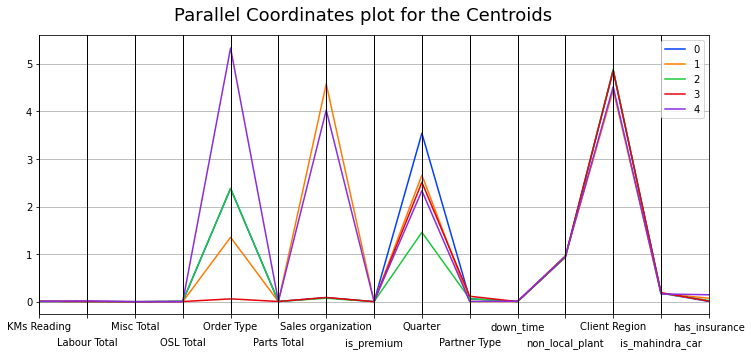 Parallel Coordinates plot for the Centroids
0
1
2
3
4
5
4
3
2
1
0
KMs Reading
Misc Total
Order Type
Sales organization
Quarter
down_time
Client Region
has_insurance
Labour Total
OSL Total
Parts Total
is_premium
Partner Type
non_local_plant
is_mahindra_car